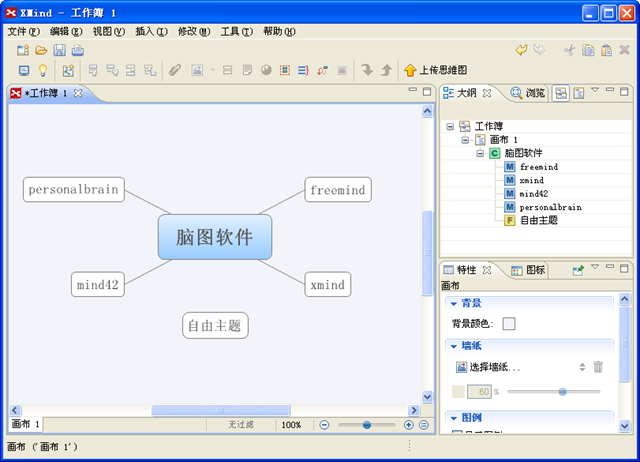 XMind - 工作簿 1
文件(F) 编辑(E) 视图(V) 插入(I) 修改(M) 工具(T) 帮助(H)
上传思维图
*工作簿 1
personalbrain
freemind
脑图软件
mind42
xmind
自由主题
画布 1
无过滤
100%
大纲
浏览
工作簿
画布 1
C 脑图软件
M freemind
M xmind
M mind42
M personalbrain
F 自由主题
特性
图标
画布
背景
背景颜色:
墙纸
选择墙纸...
60 %
图例
画布 ('画布 1')